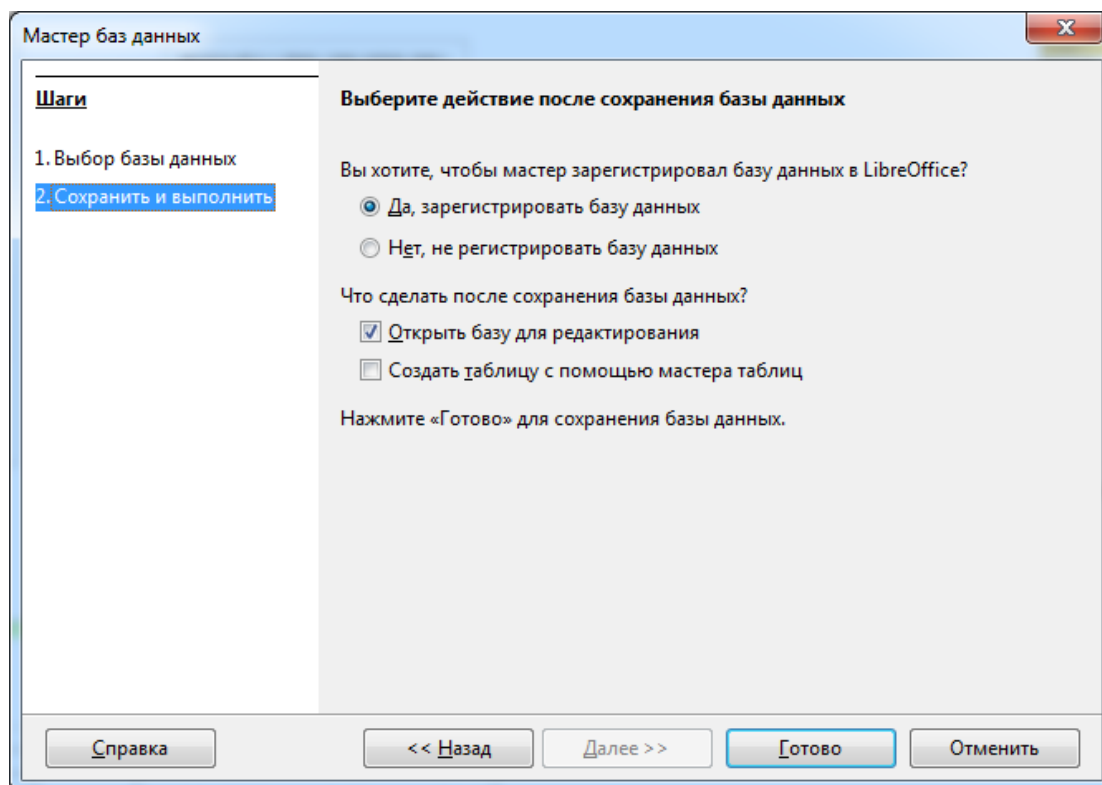 Мастер баз данных
Шаги
1. Выбор базы данных
2. Сохранить и выполнить
Выберите действие после сохранения базы данных
Вы хотите, чтобы мастер зарегистрировал базу данных в LibreOffice?
Да, зарегистрировать базу данных
Нет, не регистрировать базу данных
Что сделать после сохранения базы данных?
Открыть базу для редактирования
Создать таблицу с помощью мастера таблиц
Нажмите «Готово» для сохранения базы данных.
Справка
<< Назад
Далее >>
Готово
Отменить